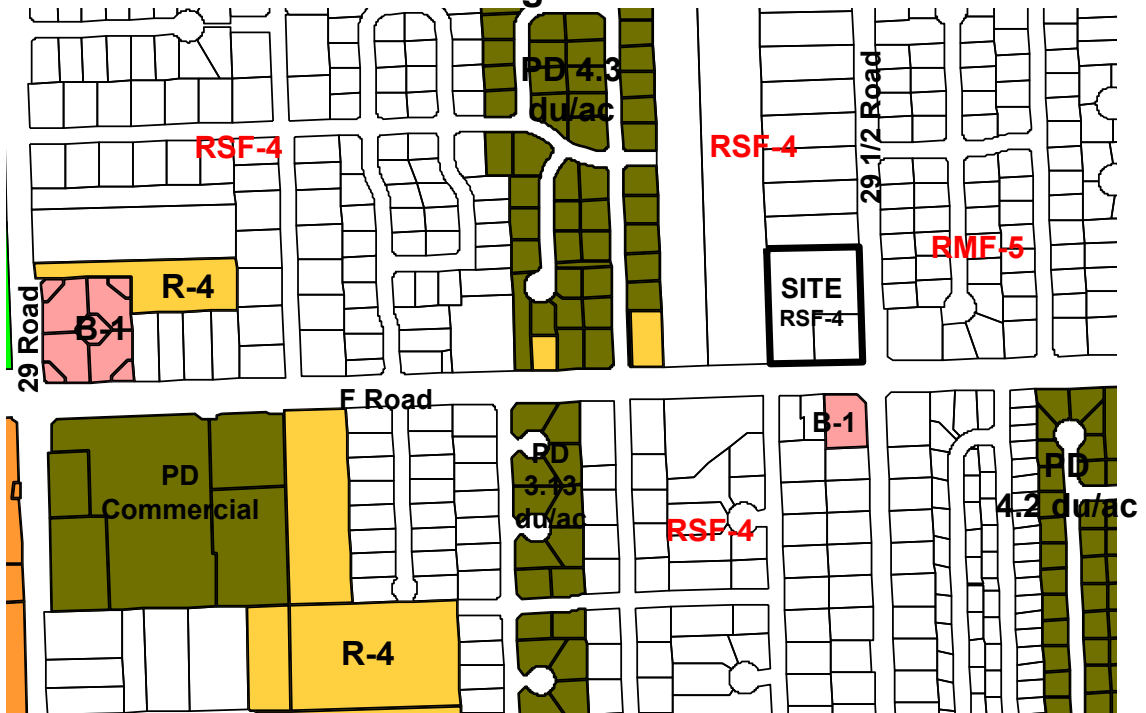 PD 4.3
du/ac
RSF-4
RSF-4
29 1/2 Road
RMF-5
R-4
SITE
RSF-4
B-1
29 Road
F Road
B-1
PD
Commercial
PD
3.13
du/ac
RSF-4
PD
4.2 du/ac
R-4